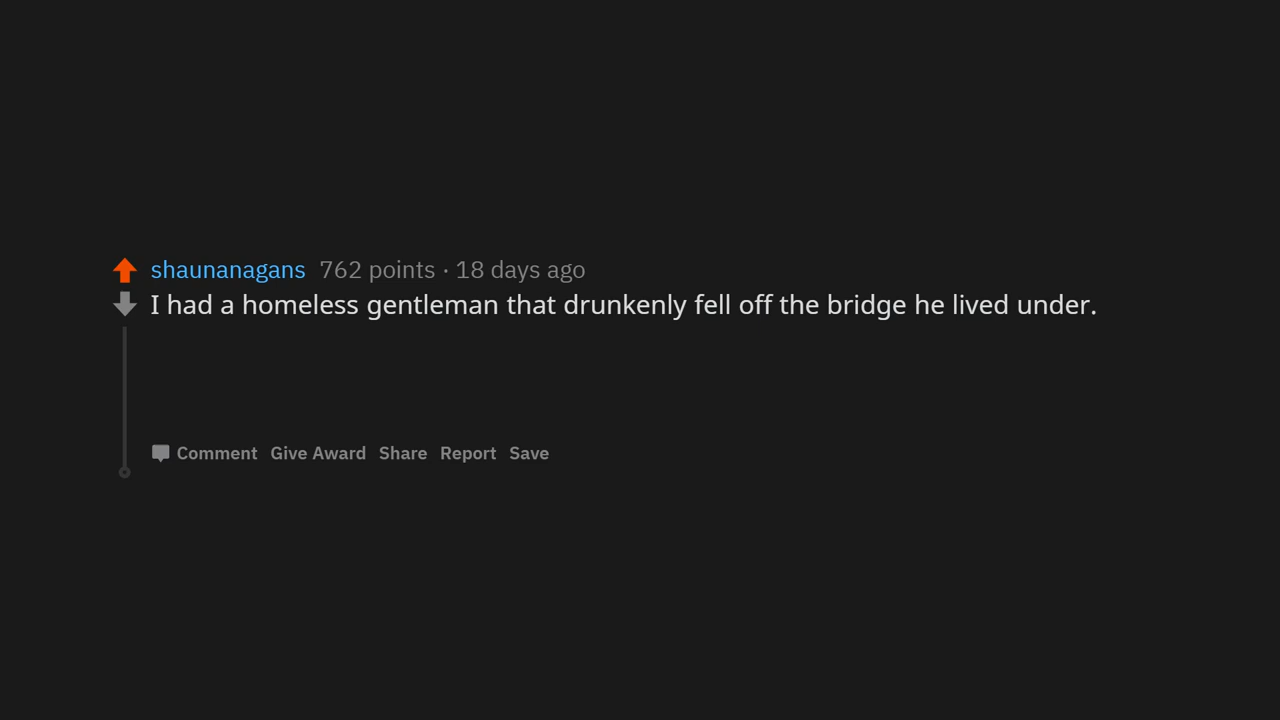 shaunanagans 762 points · 18 days ago
I had a homeless gentleman that drunkenly fell off the bridge he lived under.
Comment Give Award Share Report Save